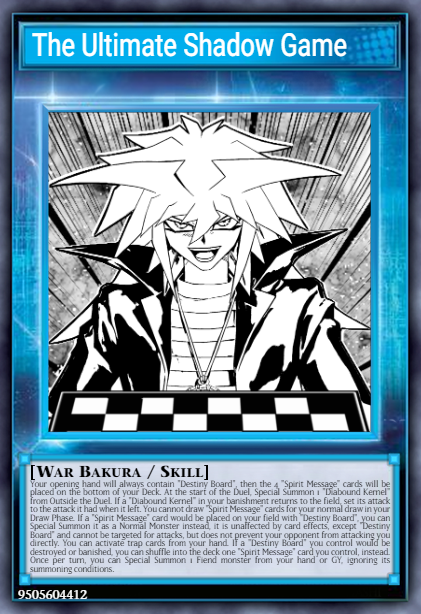 The Ultimate Shadow Game
[War Bakura / Skill]
Your opening hand will always contain "Destiny Board", then the 4 "Spirit Message" cards will be
placed on the bottom of your Deck. At the start of the Duel, Special Summon 1 "Diabound Kernel"
from Outside the Duel. If a "Diabound Kernel" in your banishment returns to the field, set its attack
to the attack it had when it left. You cannot draw "Spirit Message" cards for your normal draw in your
Draw Phase. If a "Spirit Message" card would be placed on your field with "Destiny Board", you can
Special Summon it as a Normal Monster instead, it is unaffected by card effects, except "Destiny
Board" and cannot be targeted for attacks, but does not prevent your opponent from attacking you
directly. You can activate trap cards from your hand. If a "Destiny Board" you control would be
destroyed or banished, you can shuffle into the deck one "Spirit Message" card you control, instead.
Once per turn, you can Special Summon 1 Fiend monster from your hand or GY, ignoring its
summoning conditions.
9505604412